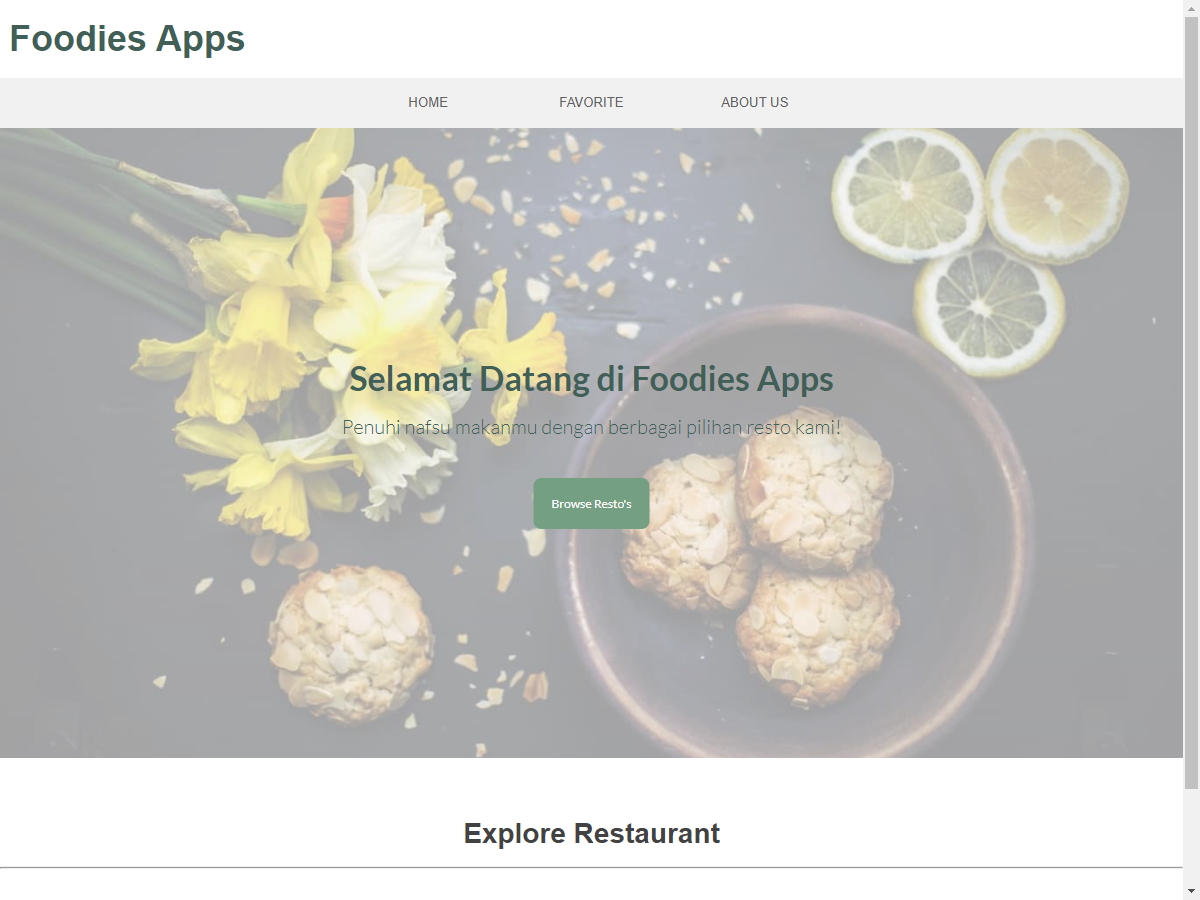 Foodies Apps
HOME FAVORITE ABOUT US
Selamat Datang di Foodies Apps
Penuhi nafsu makanmu dengan berbagai pilihan resto kami!
Browse Resto's
Explore Restaurant